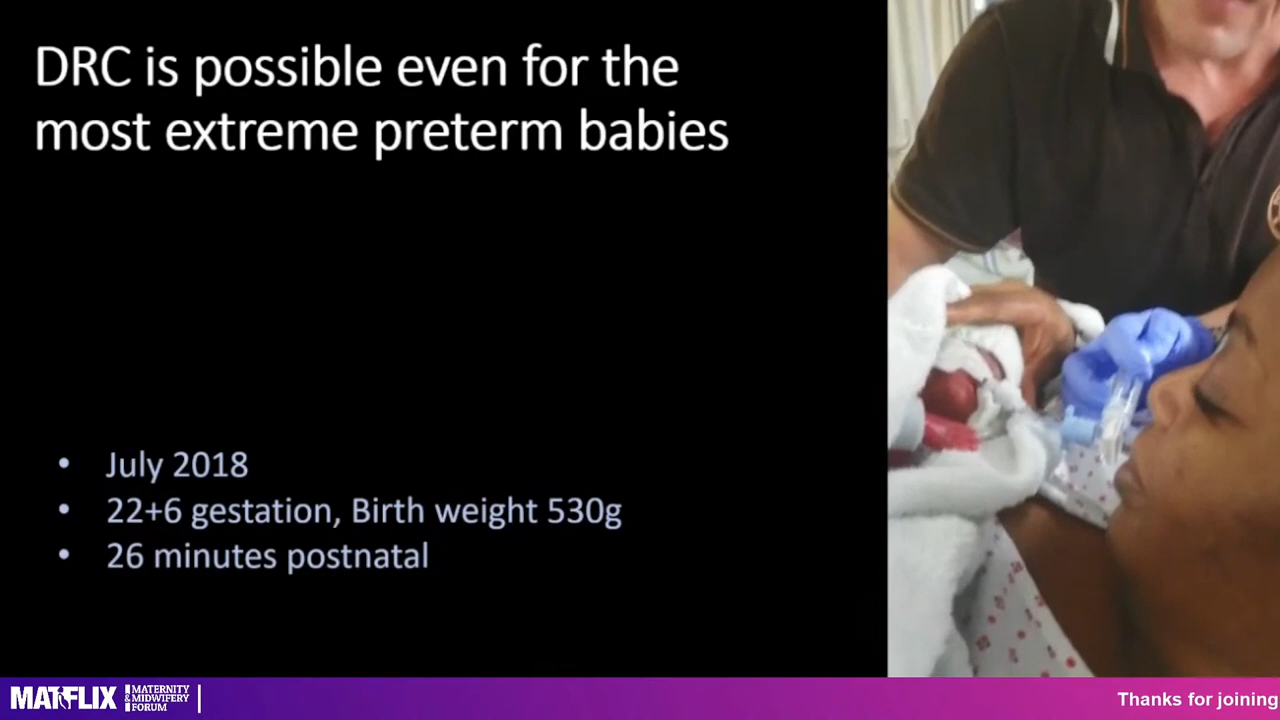 DRC is possible even for the
most extreme preterm babies
• July 2018
• 22+6 gestation, Birth weight 530g
• 26 minutes postnatal
MATFLIX
MATERNITY
& MIDWIFERY
FORUM
Thanks for joining